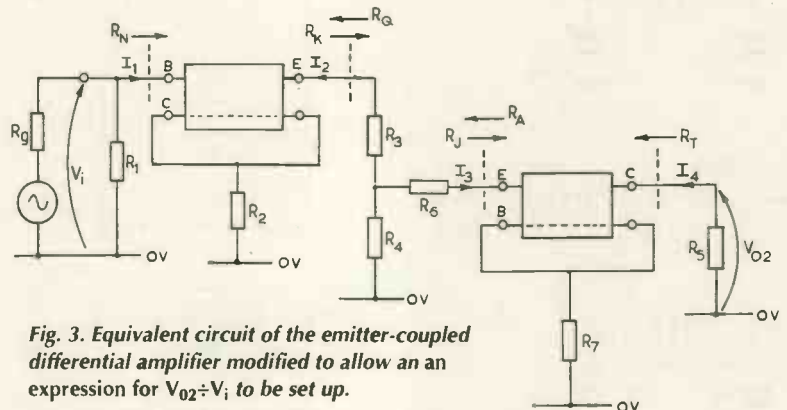 R_Q
R_N R_K
I_1 B E I_2
C
R_g V_i R_1 R_3
R_A
R_J R_T
R_6 I_3 E C I_4
R_2 R_4 B
R_5 V_O2
0V 0V 0V 0V
R_7
0V
Fig. 3. Equivalent circuit of the emitter-coupled
differential amplifier modified to allow an an
expression for V_02÷V_i to be set up.